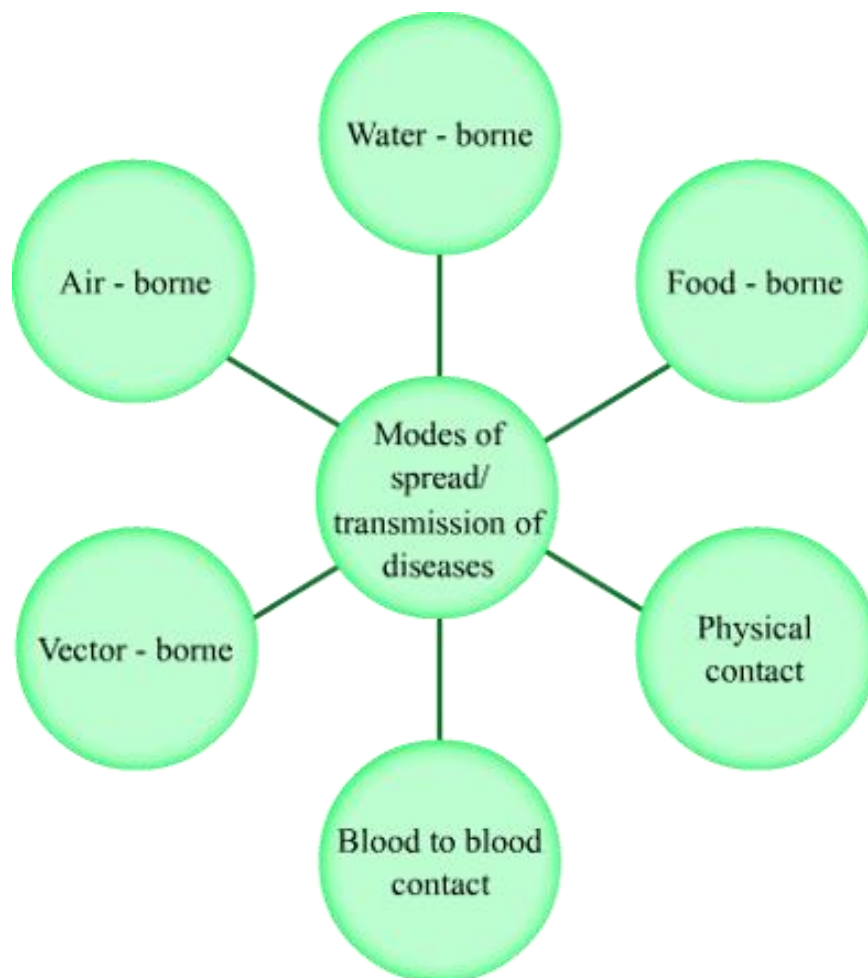 Water - borne
Air - borne
Food - borne
Modes of
spread/
transmission of
diseases
Vector - borne
Physical
contact
Blood to blood
contact